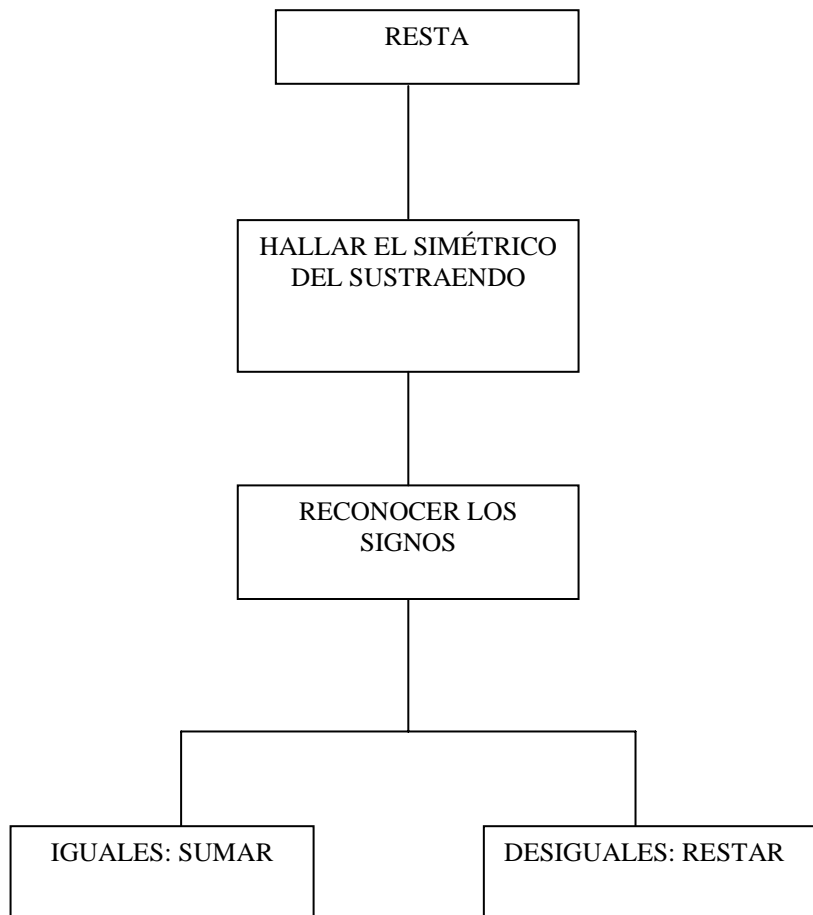 RESTA
HALLAR EL SIMÉTRICO
DEL SUSTRAENDO
RECONOCER LOS
SIGNOS
IGUALES: SUMAR
DESIGUALES: RESTAR